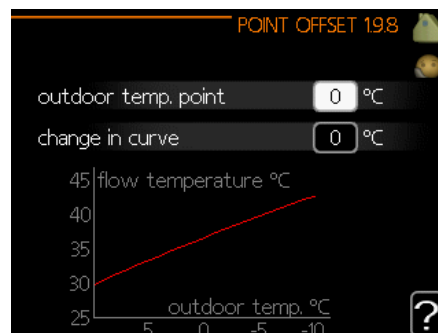 POINT OFFSET 1.9.8
outdoor temp. point 0 °C
change in curve 0 °C
45 flow temperature °C
40
35
30
25
outdoor temp. °C
5 0 -5 -10
?